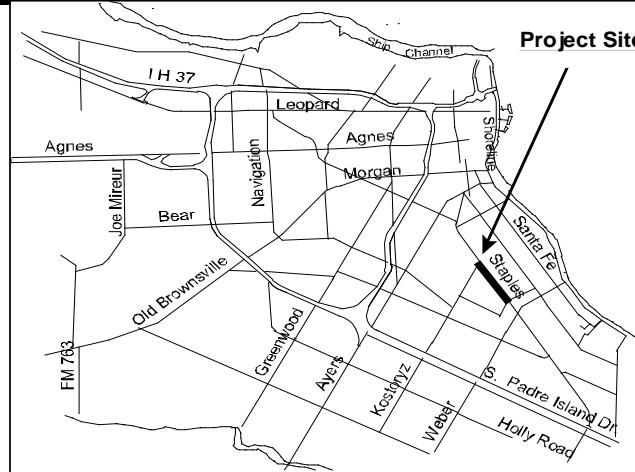 Project Site
Ship Channel
I H 37
Leopard
Shoreline
Agnes
Agnes
Navigation
Morgan
Joe Mireur
Bear
Santa Fe
Staples
Old Brownsville
Greenwood
FM 763
Ayers
Kostoryz
Weber
S. Padre Island Dr.
Holly Road